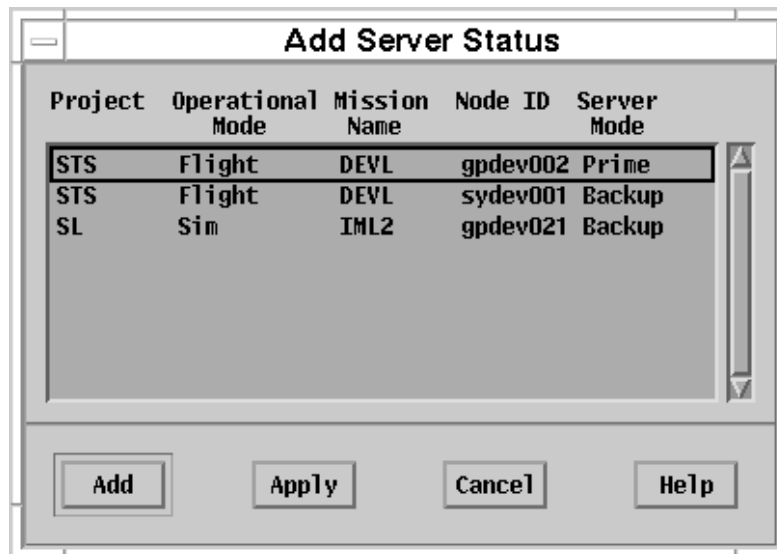 Add Server Status
Project Operational Mission Node ID Server
Mode Name Mode
STS Flight DEVL gpdev002 Prime
STS Flight DEVL sydev001 Backup
SL Sim IML2 gpdev021 Backup
Add Apply Cancel Help